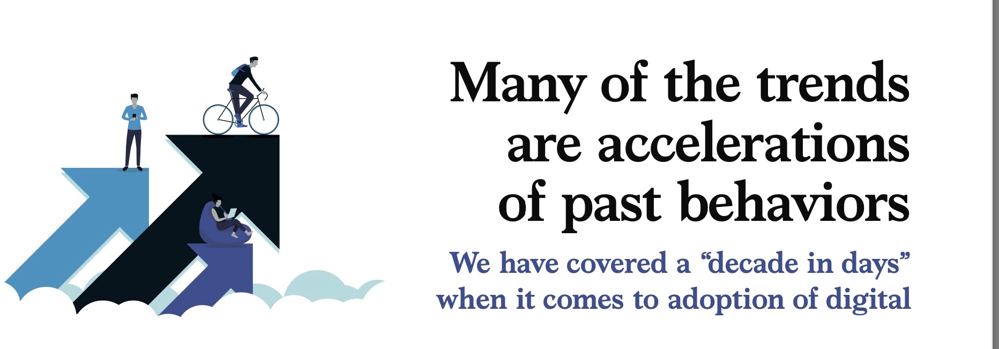 Many of the trends
are accelerations
of past behaviors
We have covered a “decade in days”
when it comes to adoption of digital